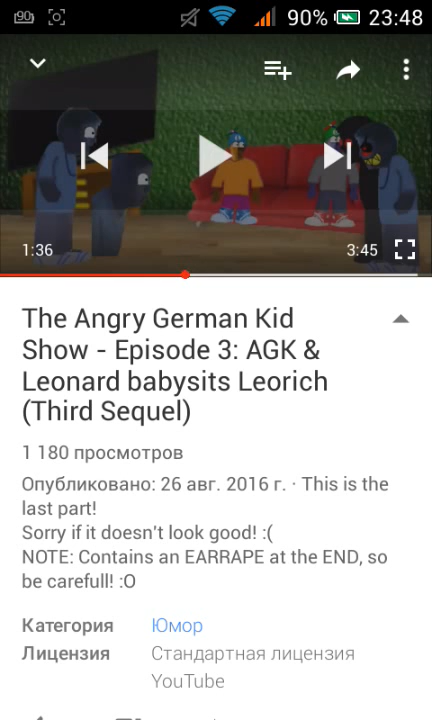 90% 23:48
1:36
3:45
The Angry German Kid
Show - Episode 3: AGK &
Leonard babysits Leorich
(Third Sequel)
1 180 просмотров
Опубликовано: 26 авг. 2016 г. · This is the
last part!
Sorry if it doesn't look good! :(
NOTE: Contains an EARRAPE at the END, so
be carefull! :O
Категория Юмор
Лицензия Стандартная лицензия
YouTube